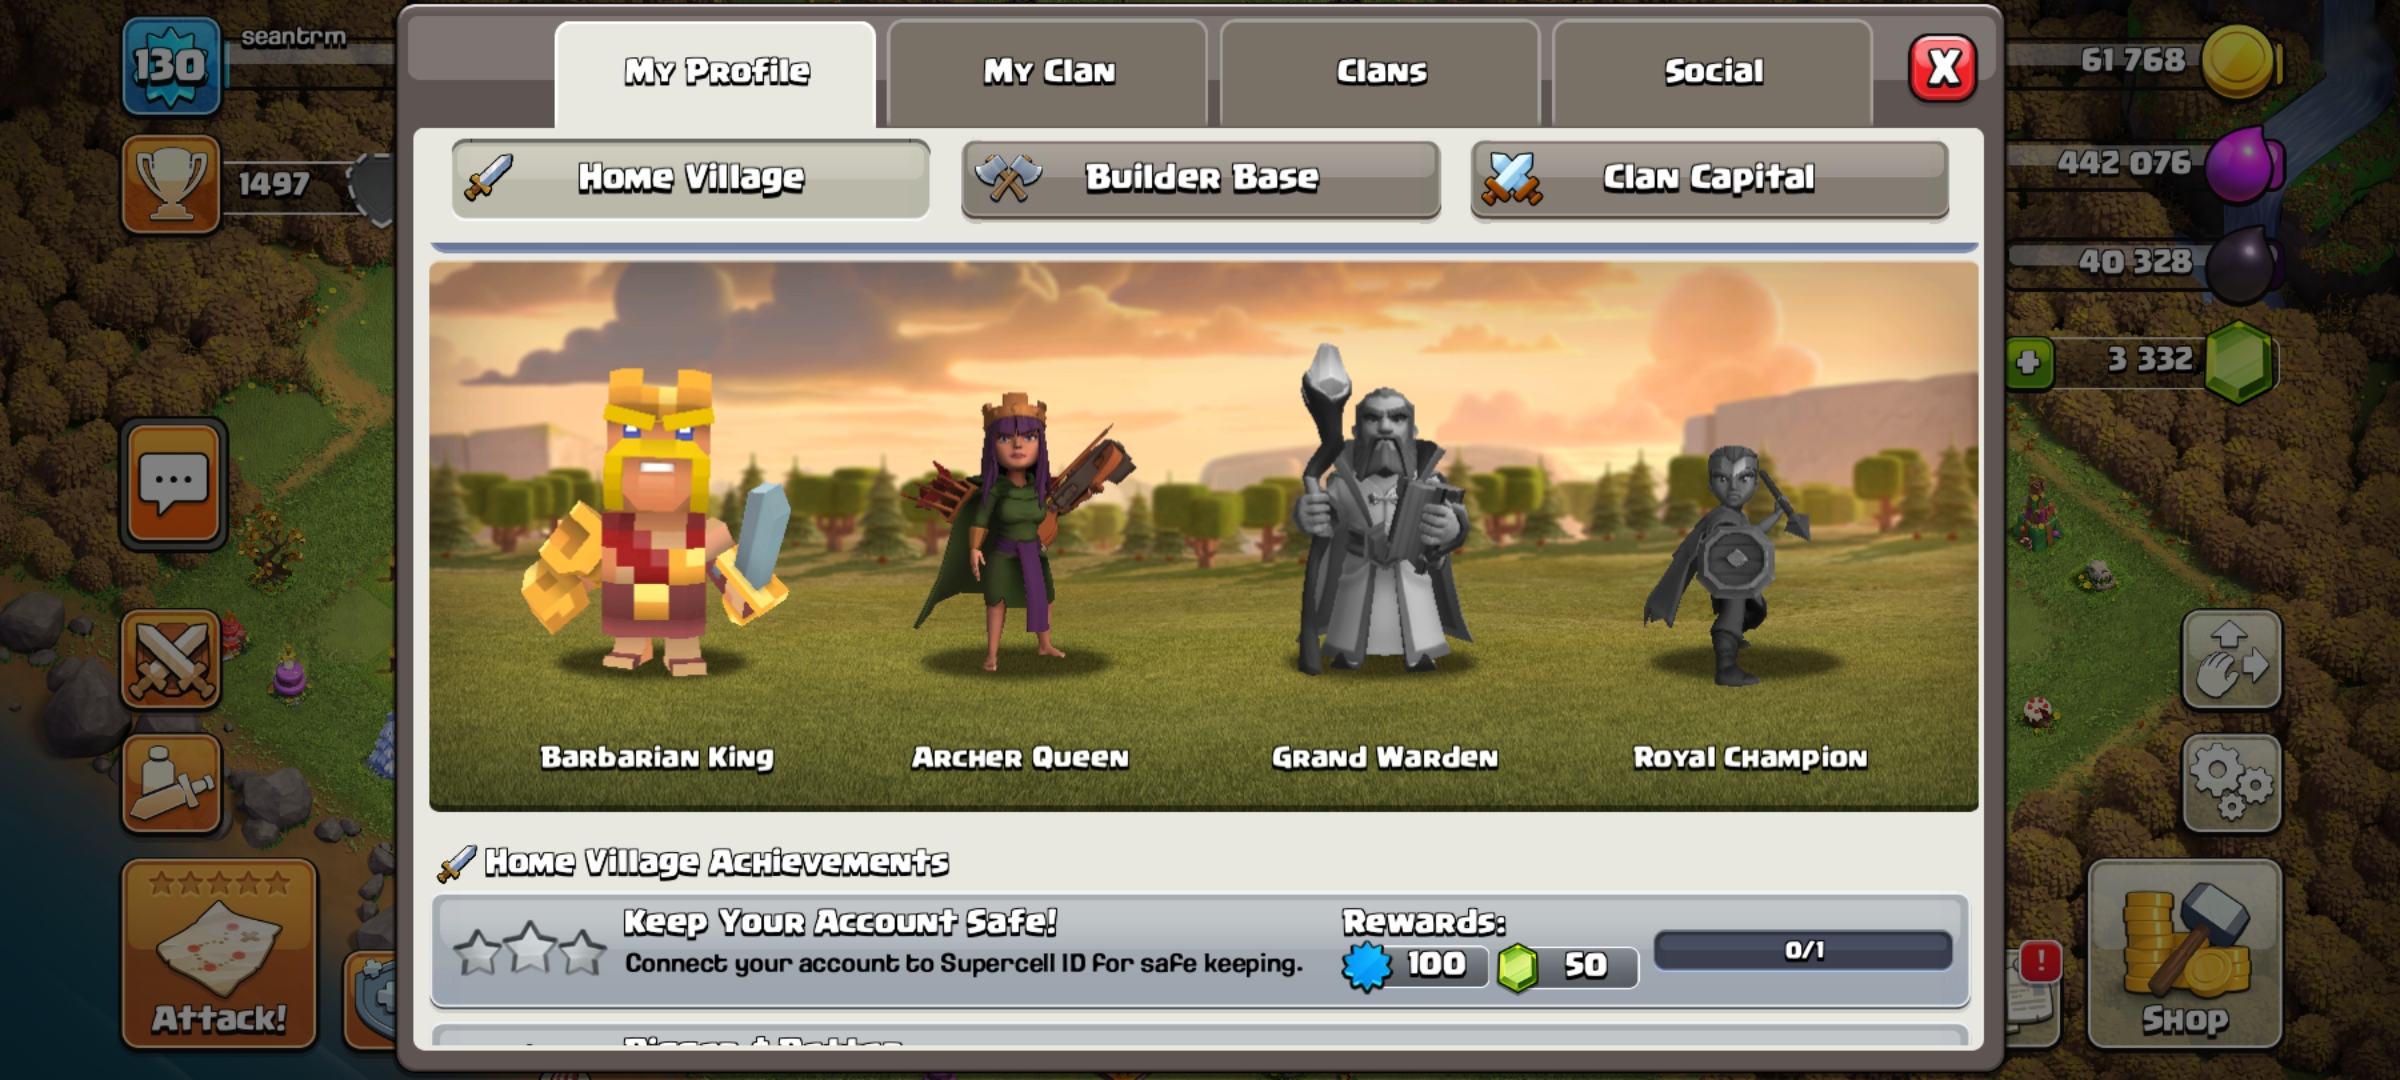 130
seantrm
1497
Attack!
My Profile
My Clan
Clans
Social
X
Home Village
Builder Base
Clan Capital
Barbarian King
Archer Queen
Grand Warden
Royal Champion
Home Village Achievements
Keep Your Account Safe!
Connect your account to Supercell ID for safe keeping.
Rewards:
100
50
0/1
61 768
442 076
40 328
3 332
!
Shop